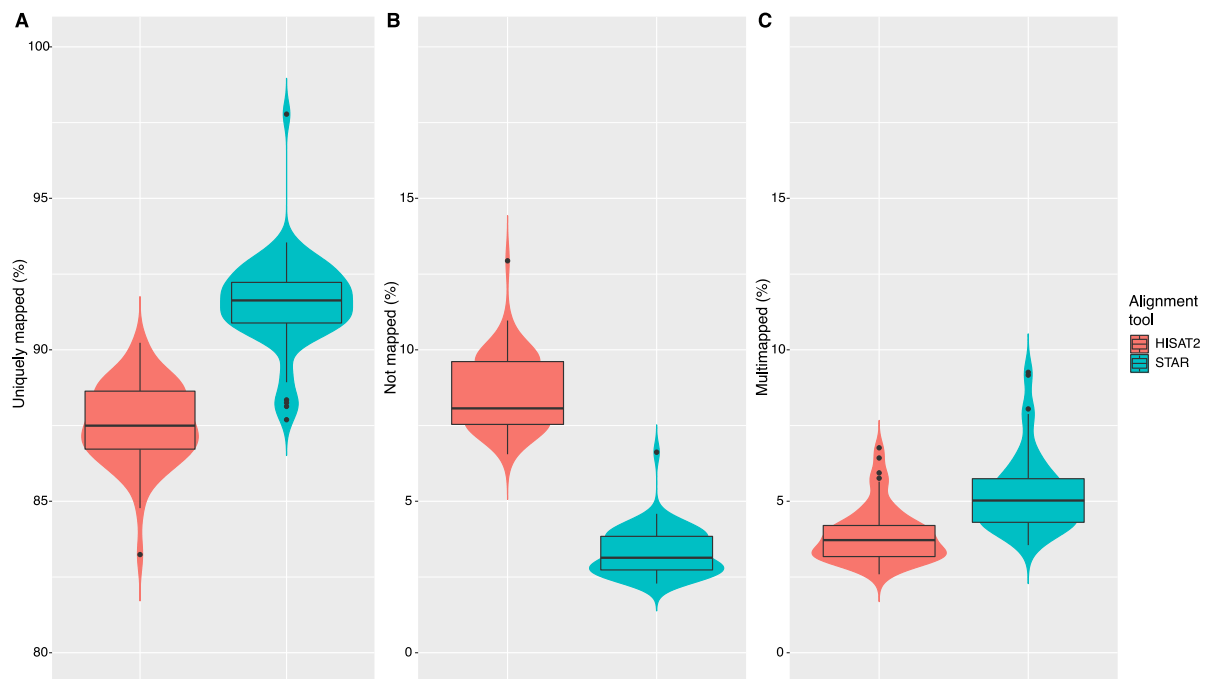 A
Uniquely mapped (%)
100
95
90
85
80
B
Not mapped (%)
15
10
5
0
C
Multimapped (%)
15
10
5
0
Alignment
tool
HISAT2
STAR